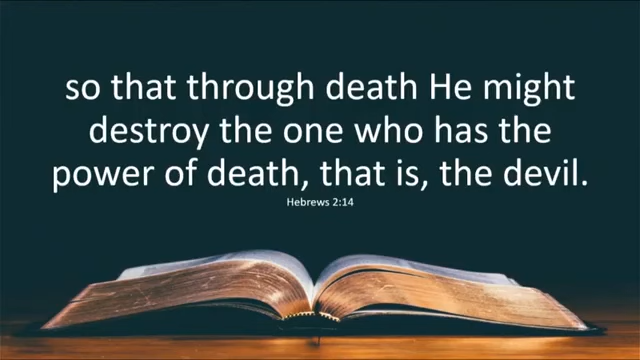 so that through death He might
destroy the one who has the
power of death, that is, the devil.
Hebrews 2:14